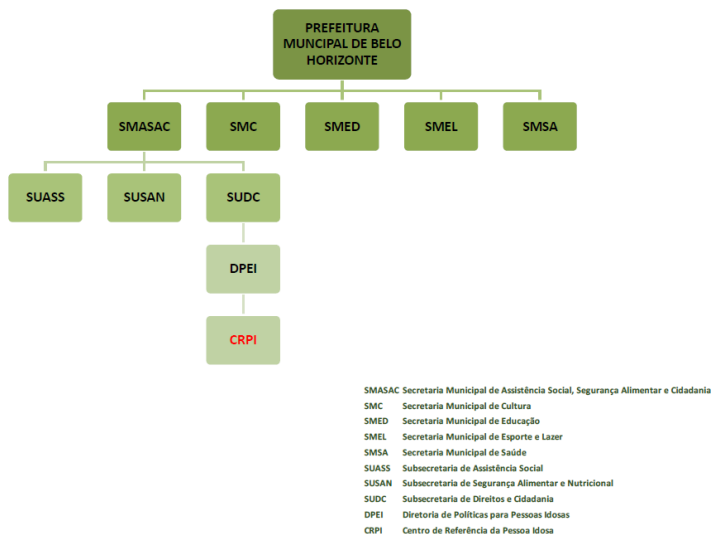 PREFEITURA
MUNCIPAL DE BELO
HORIZONTE
SMASAC
SMC
SMED
SMEL
SMSA
SUASS
SUSAN
SUDC
DPEI
CRPI
SMASAC Secretaria Municipal de Assistência Social, Segurança Alimentar e Cidadania
SMC Secretaria Municipal de Cultura
SMED Secretaria Municipal de Educação
SMEL Secretaria Municipal de Esporte e Lazer
SMSA Secretaria Municipal de Saúde
SUASS Subsecretaria de Assistência Social
SUSAN Subsecretaria de Segurança Alimentar e Nutricional
SUDC Subsecretaria de Direitos e Cidadania
DPEI Diretoria de Políticas para Pessoas Idosas
CRPI Centro de Referência da Pessoa Idosa